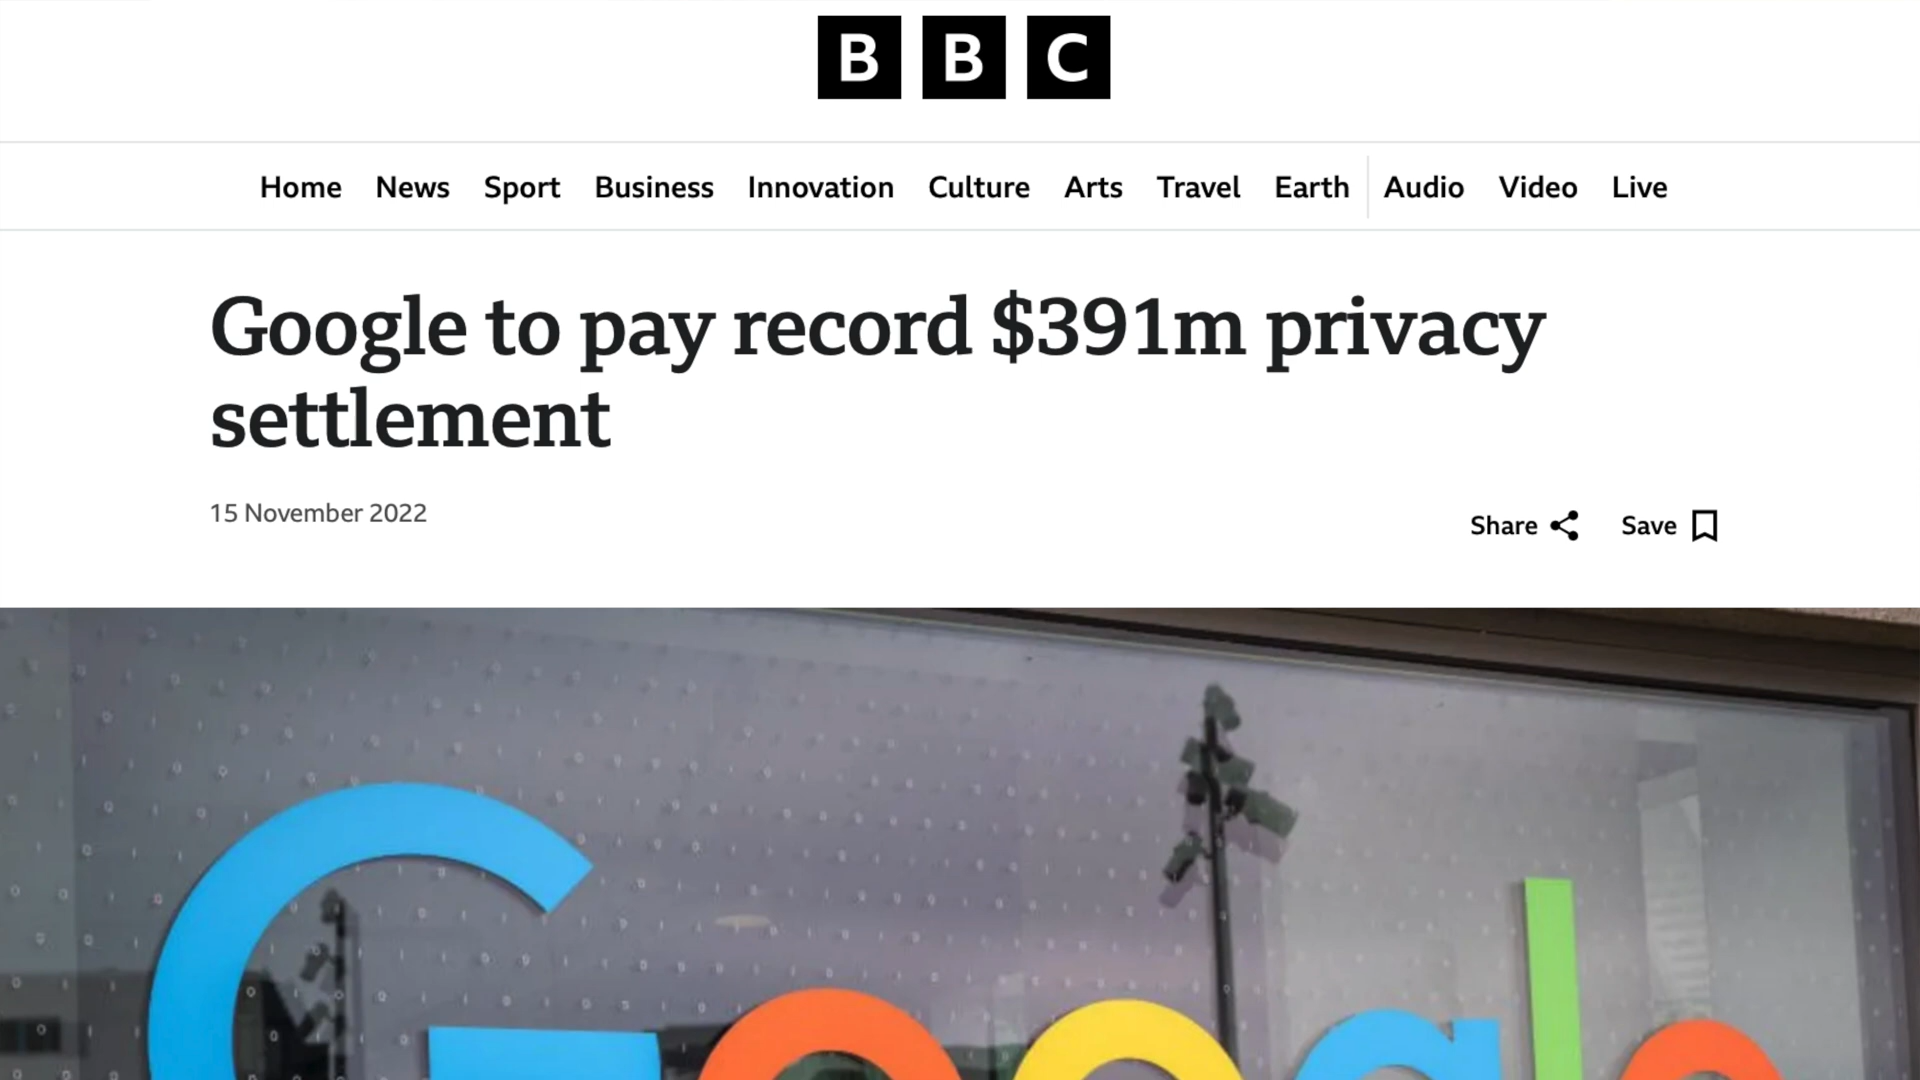 BBC
Home News Sport Business Innovation Culture Arts Travel Earth Audio Video Live
Google to pay record $391m privacy
settlement
15 November 2022
Share Save
Google